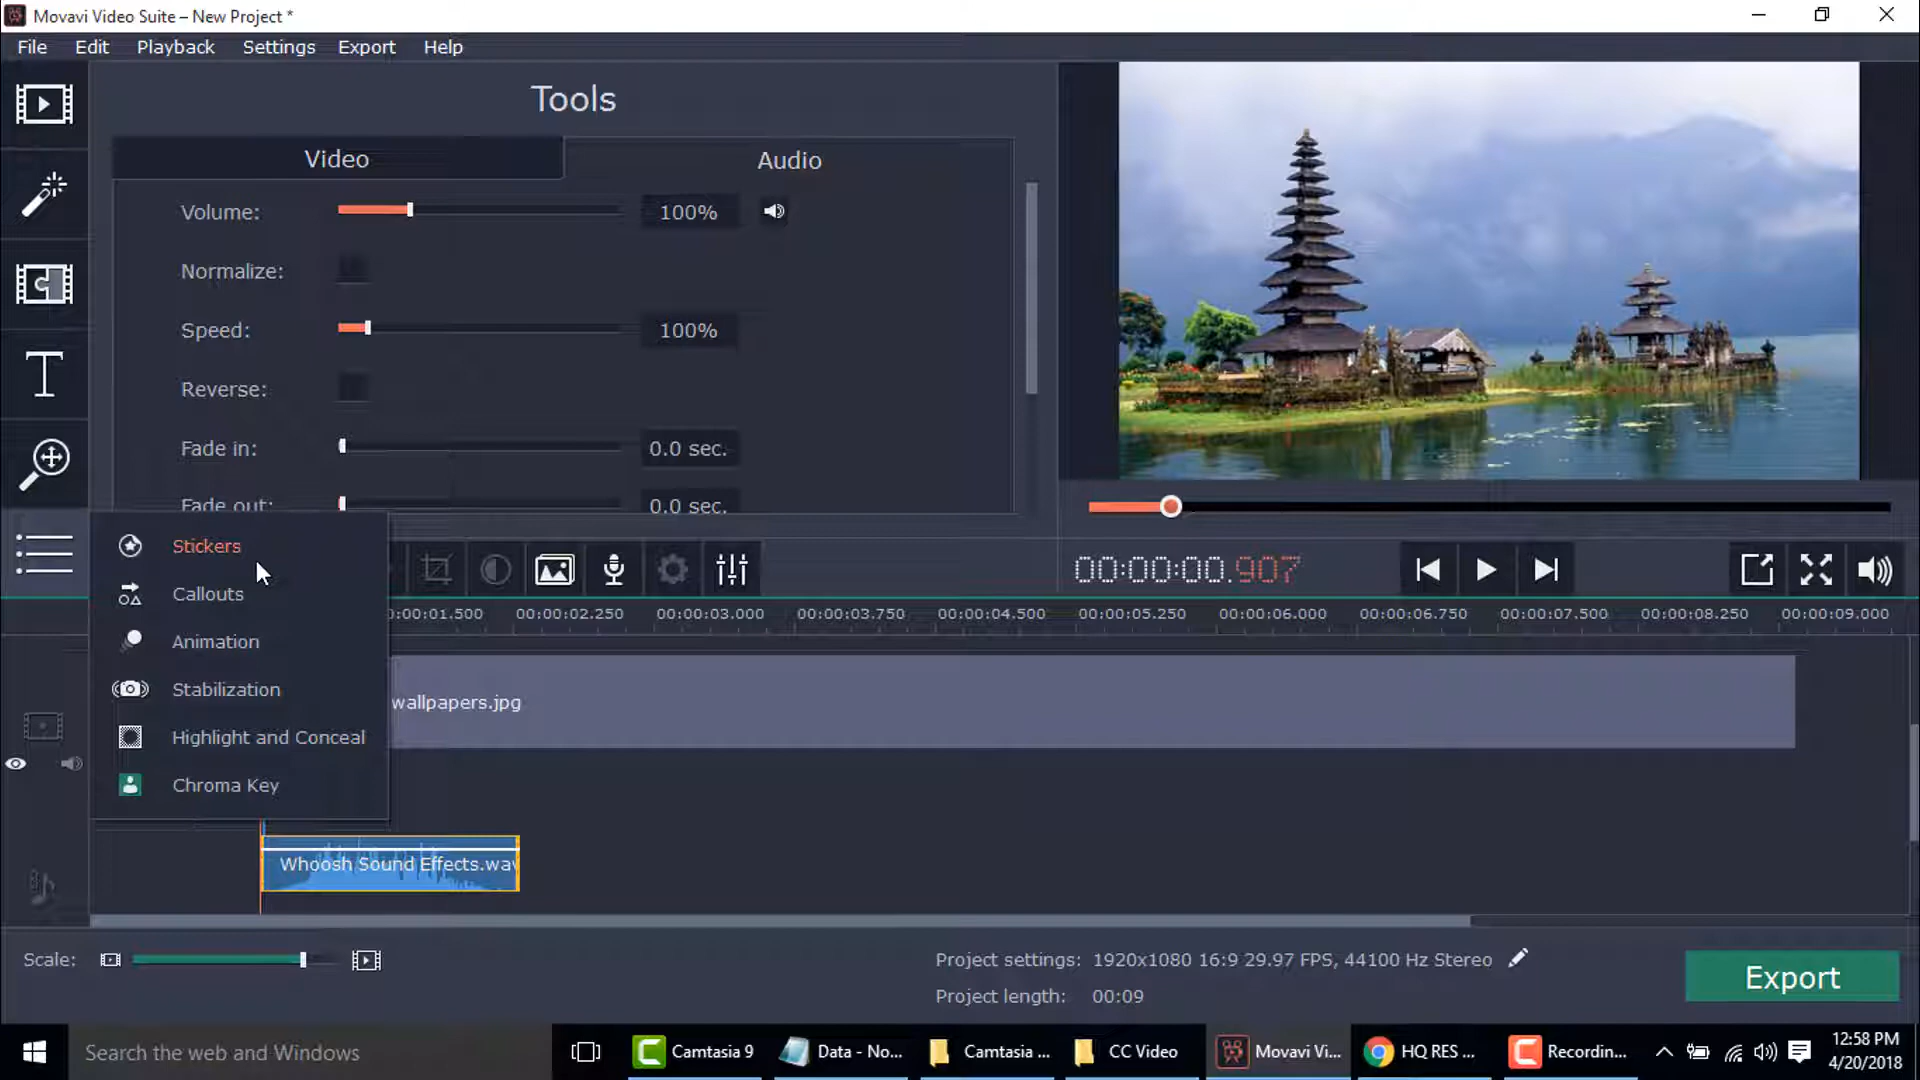 Movavi Video Suite – New Project *
File Edit Playback Settings Export Help
Tools
Video Audio
Volume: 100%
Normalize:
Speed: 100%
Reverse:
Fade in: 0.0 sec.
Fade out: 0.0 sec.
Stickers
Callouts
Animation
Stabilization
Highlight and Conceal
Chroma Key
00:00:00.907
0:00:01.500 00:00:02.250 00:00:03.000 00:00:03.750 00:00:04.500 00:00:05.250 00:00:06.000 00:00:06.750 00:00:07.500 00:00:08.250 00:00:09.000
wallpapers.jpg
Whoosh Sound Effects.wav
Scale:
Project settings: 1920x1080 16:9 29.97 FPS, 44100 Hz Stereo
Project length: 00:09
Export
Search the web and Windows
Camtasia 9
Data - No...
Camtasia ...
CC Video
Movavi Vi...
HQ RES ...
Recordin...
12:58 PM
4/20/2018